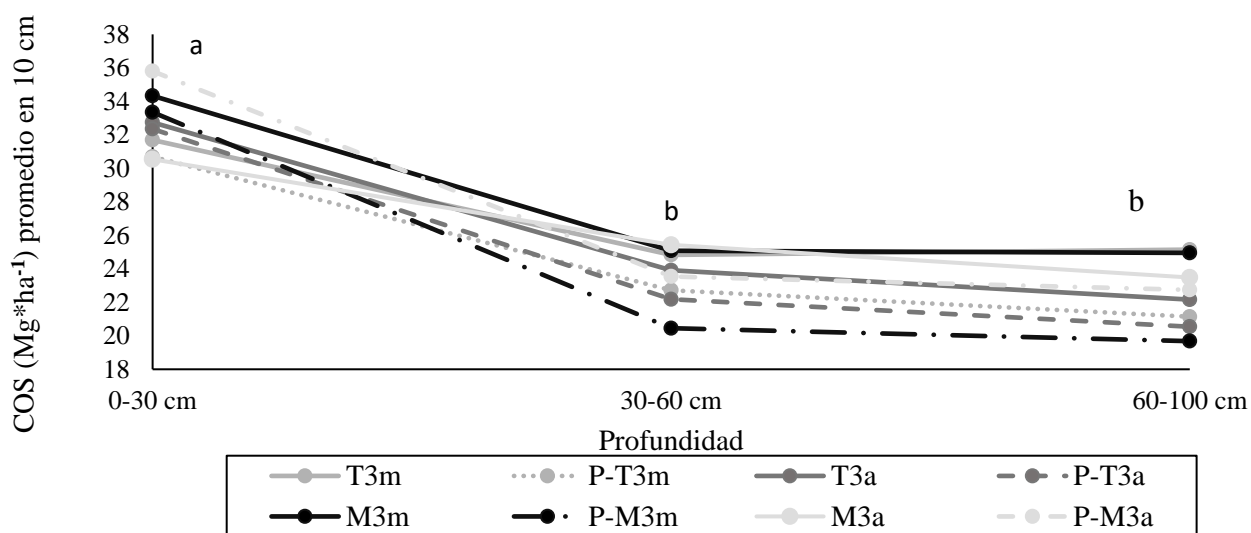 COS (Mg*ha⁻¹) promedio en 10 cm
38
36
34
32
30
28
26
24
22
20
18
a
b
b
0-30 cm
30-60 cm
60-100 cm
Profundidad
T3m
P-T3m
T3a
P-T3a
M3m
P-M3m
M3a
P-M3a